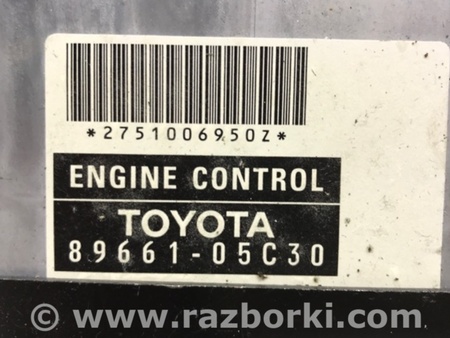 *2751006950Z*
ENGINE CONTROL
TOYOTA
89661-05C30
© www.razborki.com